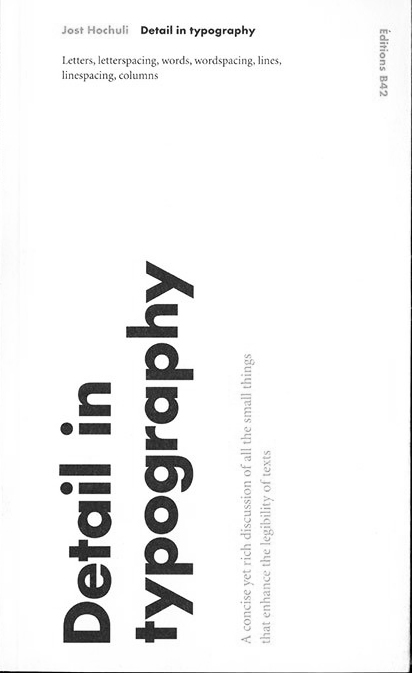 Jost Hochuli Detail in typography
Letters, letterspacing, words, wordspacing, lines,
linespacing, columns
Éditions B42
Detail in
typography
A concise yet rich discussion of all the small things
that enhance the legibility of texts